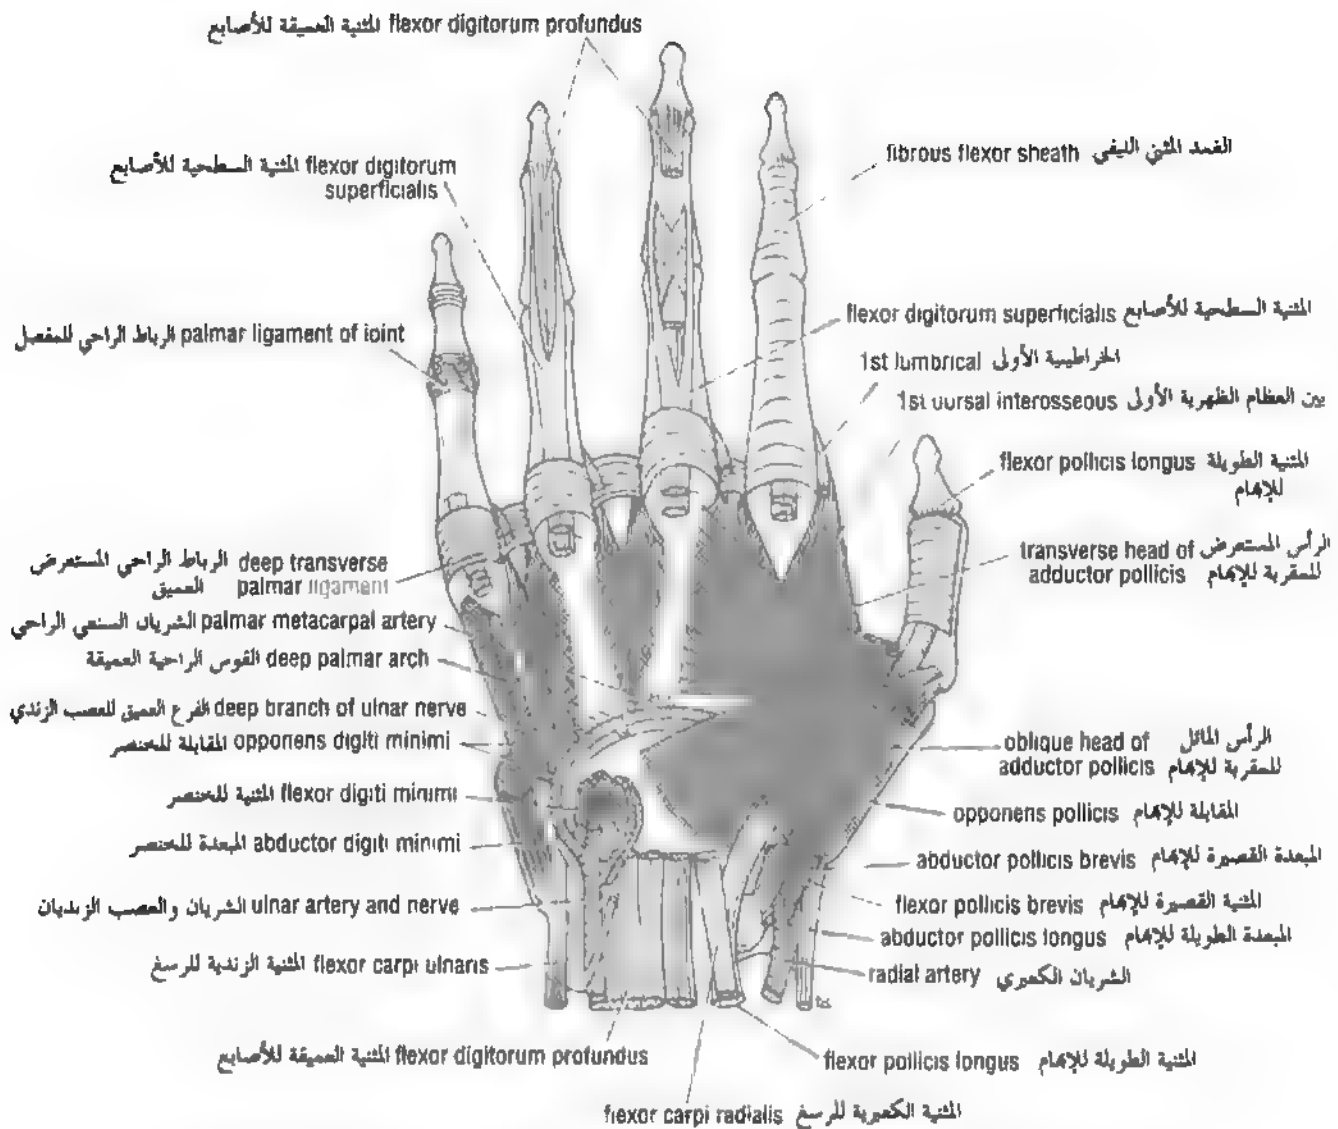 المثنية العميقة للأصابع flexor digitorum profundus
المثنية السطحية للأصابع flexor digitorum
superficialis
الرباط الراحي للمفصل palmar ligament of joint
الرباط الراحي المستعرض deep transverse
العميق palmar ligament
الشريان السنعي الراحي palmar metacarpal artery
القوس الراحية العميقة deep palmar arch
الفرع العميق للعصب الزندي deep branch of ulnar nerve
المقابلة للخنصر opponens digiti minimi
المثنية للخنصر flexor digiti minimi
المبعدة للخنصر abductor digiti minimi
الشريان والعصب الزنديان ulnar artery and nerve
المثنية الزندية للرسغ flexor carpi ulnaris
المثنية العميقة للأصابع flexor digitorum profundus
fibrous flexor sheath الغمد المثني الليفي
flexor digitorum superficialis المثنية السطحية للأصابع
1st lumbrical الخراطيمية الأولى
1st dorsal interosseous بين العظام الظهرية الأولى
flexor pollicis longus المثنية الطويلة
للإبهام
transverse head of الرأس المستعرض
adductor pollicis للمقربة للإبهام
oblique head of الرأس المائل
adductor pollicis للمقربة للإبهام
opponens pollicis المقابلة للإبهام
abductor pollicis brevis المبعدة القصيرة للإبهام
flexor pollicis brevis المثنية القصيرة للإبهام
abductor pollicis longus المبعدة الطويلة للإبهام
radial artery الشريان الكعبري
flexor pollicis longus المثنية الطويلة للإبهام
flexor carpi radialis المثنية الكعبرية للرسغ